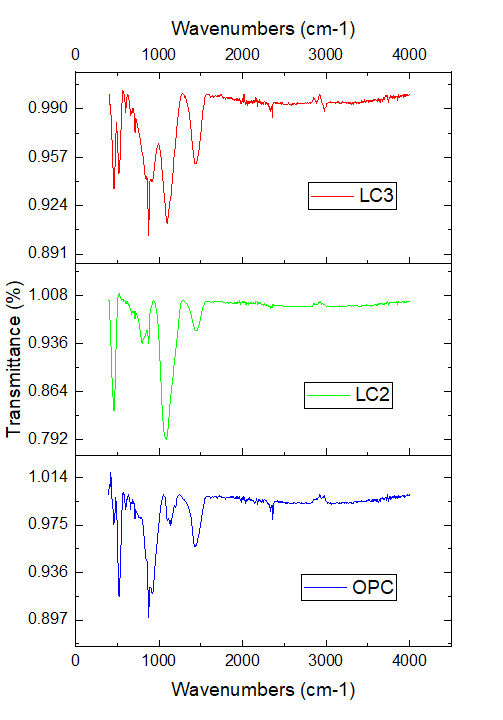 Wavenumbers (cm-1)
0 1000 2000 3000 4000
0.990
0.957
0.924
0.891
LC3
1.008
0.936
0.864
0.792
LC2
Transmittance (%)
1.014
0.975
0.936
0.897
OPC
0 1000 2000 3000 4000
Wavenumbers (cm-1)